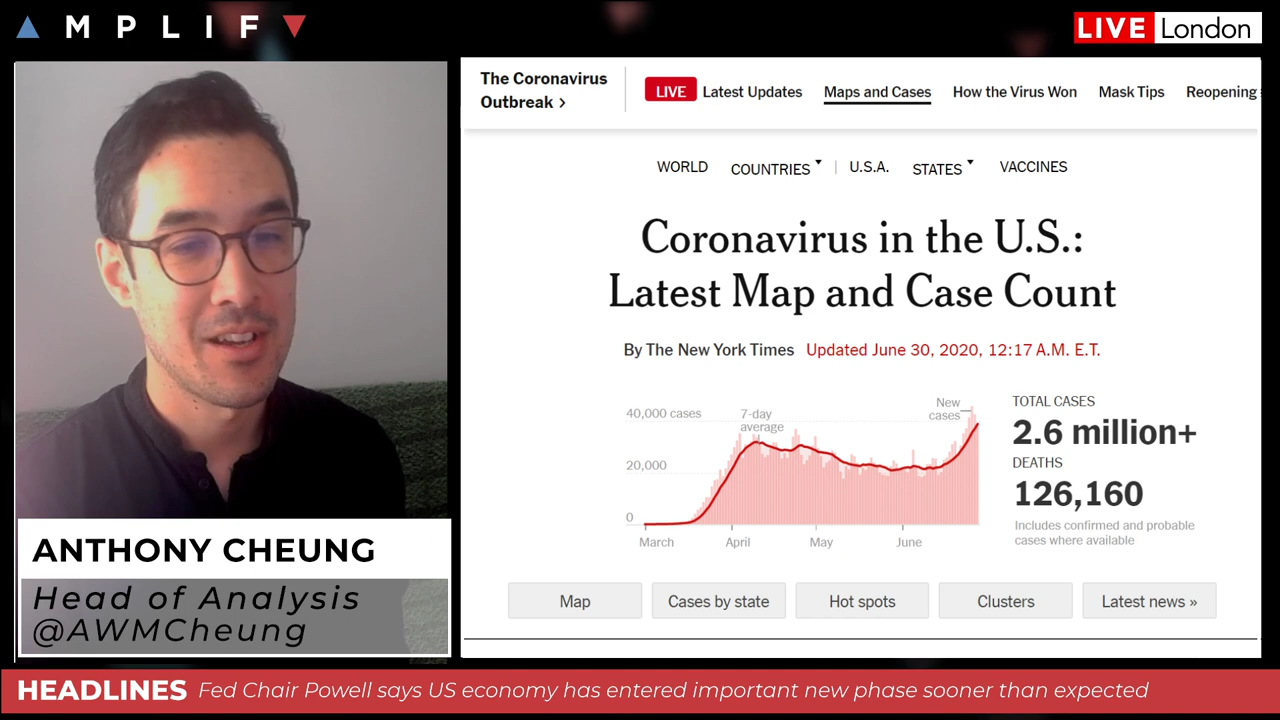 AMPLIFY
LIVE London
The Coronavirus
Outbreak >
LIVE Latest Updates Maps and Cases How the Virus Won Mask Tips Reopening
WORLD COUNTRIES U.S.A. STATES VACCINES
Coronavirus in the U.S.:
Latest Map and Case Count
By The New York Times Updated June 30, 2020, 12:17 A.M. E.T.
40,000 cases
7-day
average
New
cases
20,000
0
March April May June
TOTAL CASES
2.6 million+
DEATHS
126,160
Includes confirmed and probable
cases where available
Map Cases by state Hot spots Clusters Latest news »
ANTHONY CHEUNG
Head of Analysis
@AWMCheung
HEADLINES Fed Chair Powell says US economy has entered important new phase sooner than expected